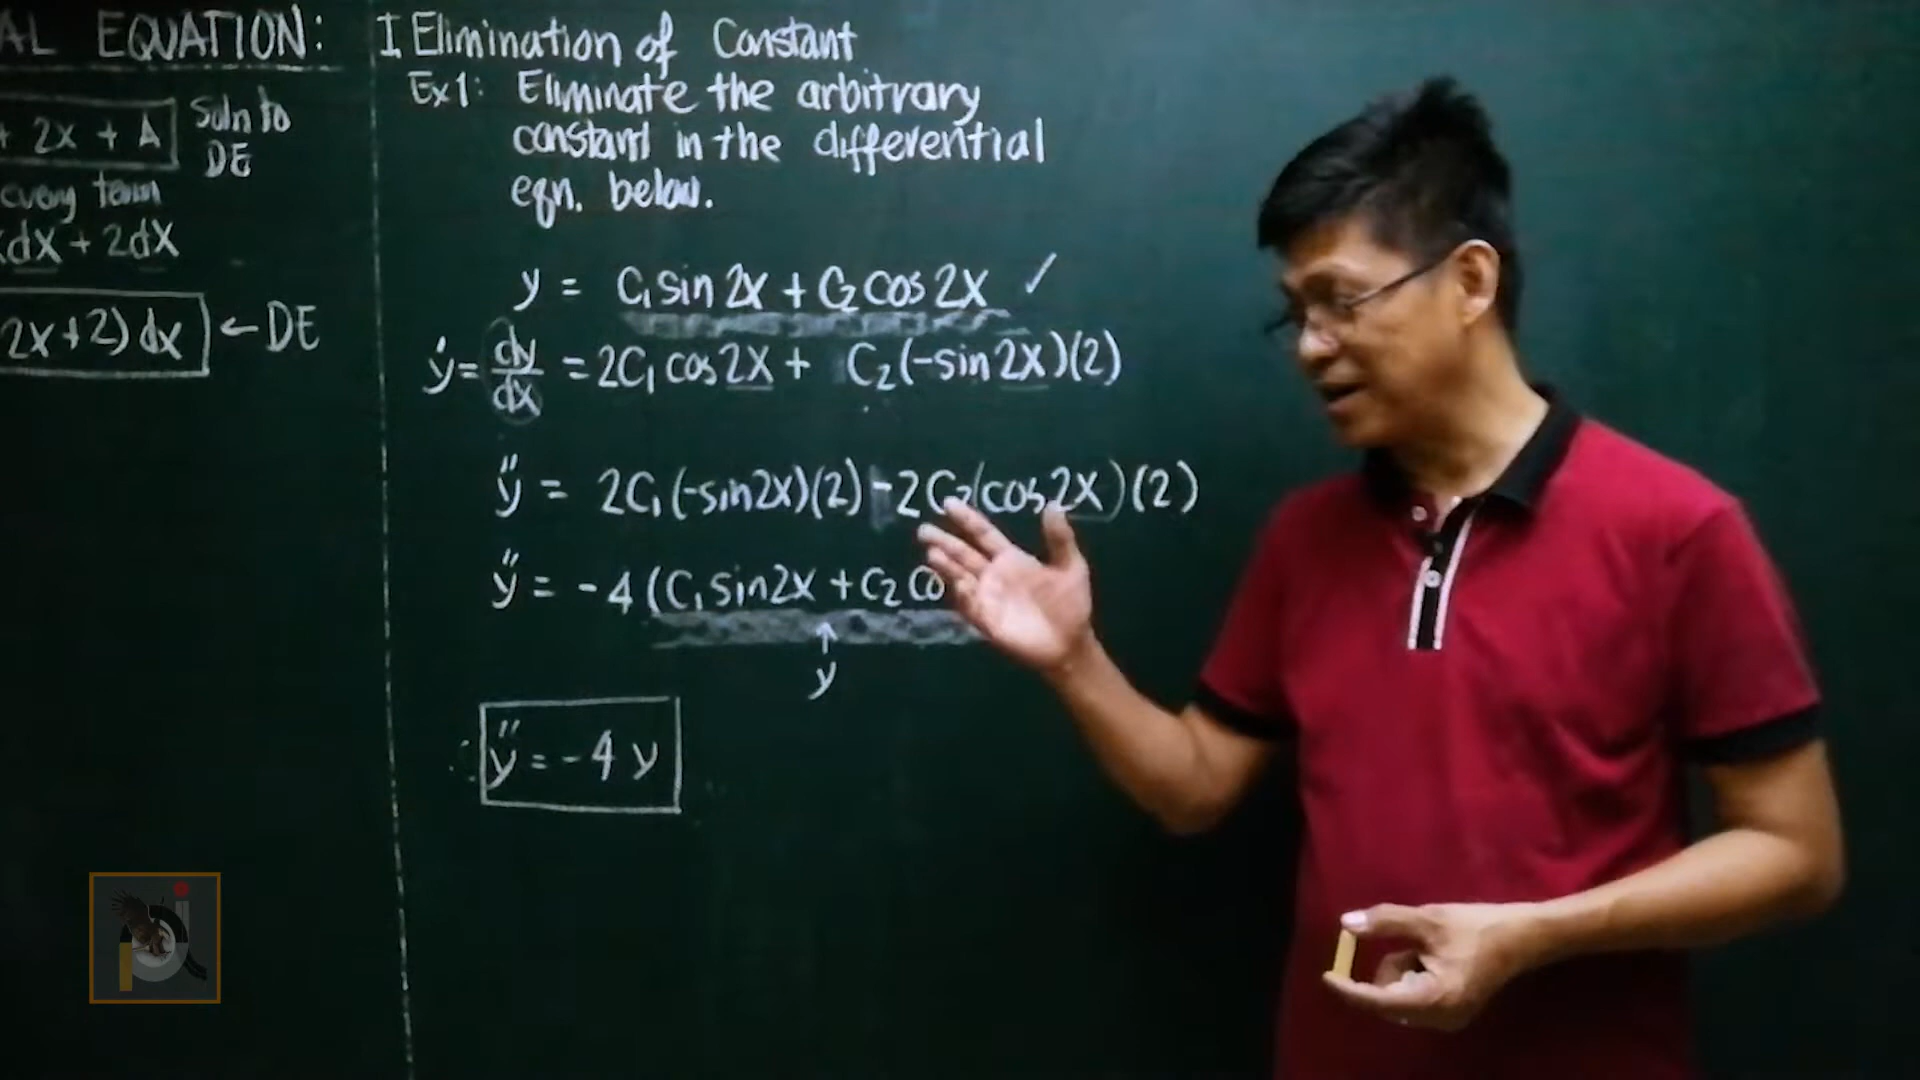 AL EQUATION:
+ 2x + A Soln to DE
every term
dx + 2dx
2x+2) dx ← DE
I Elimination of Constant
Ex1: Eliminate the arbitrary
constant in the differential
eqn. below.
y = C₁ sin 2x + C₂ cos 2x ✓
y' = dy/dx = 2C₁ cos 2x + C₂(-sin 2x)(2)
y'' = 2C₁(-sin2x)(2) - 2C₂(cos 2x)(2)
y'' = -4 (C₁ sin2x + C₂ co
↑
y
∴ y'' = -4 y